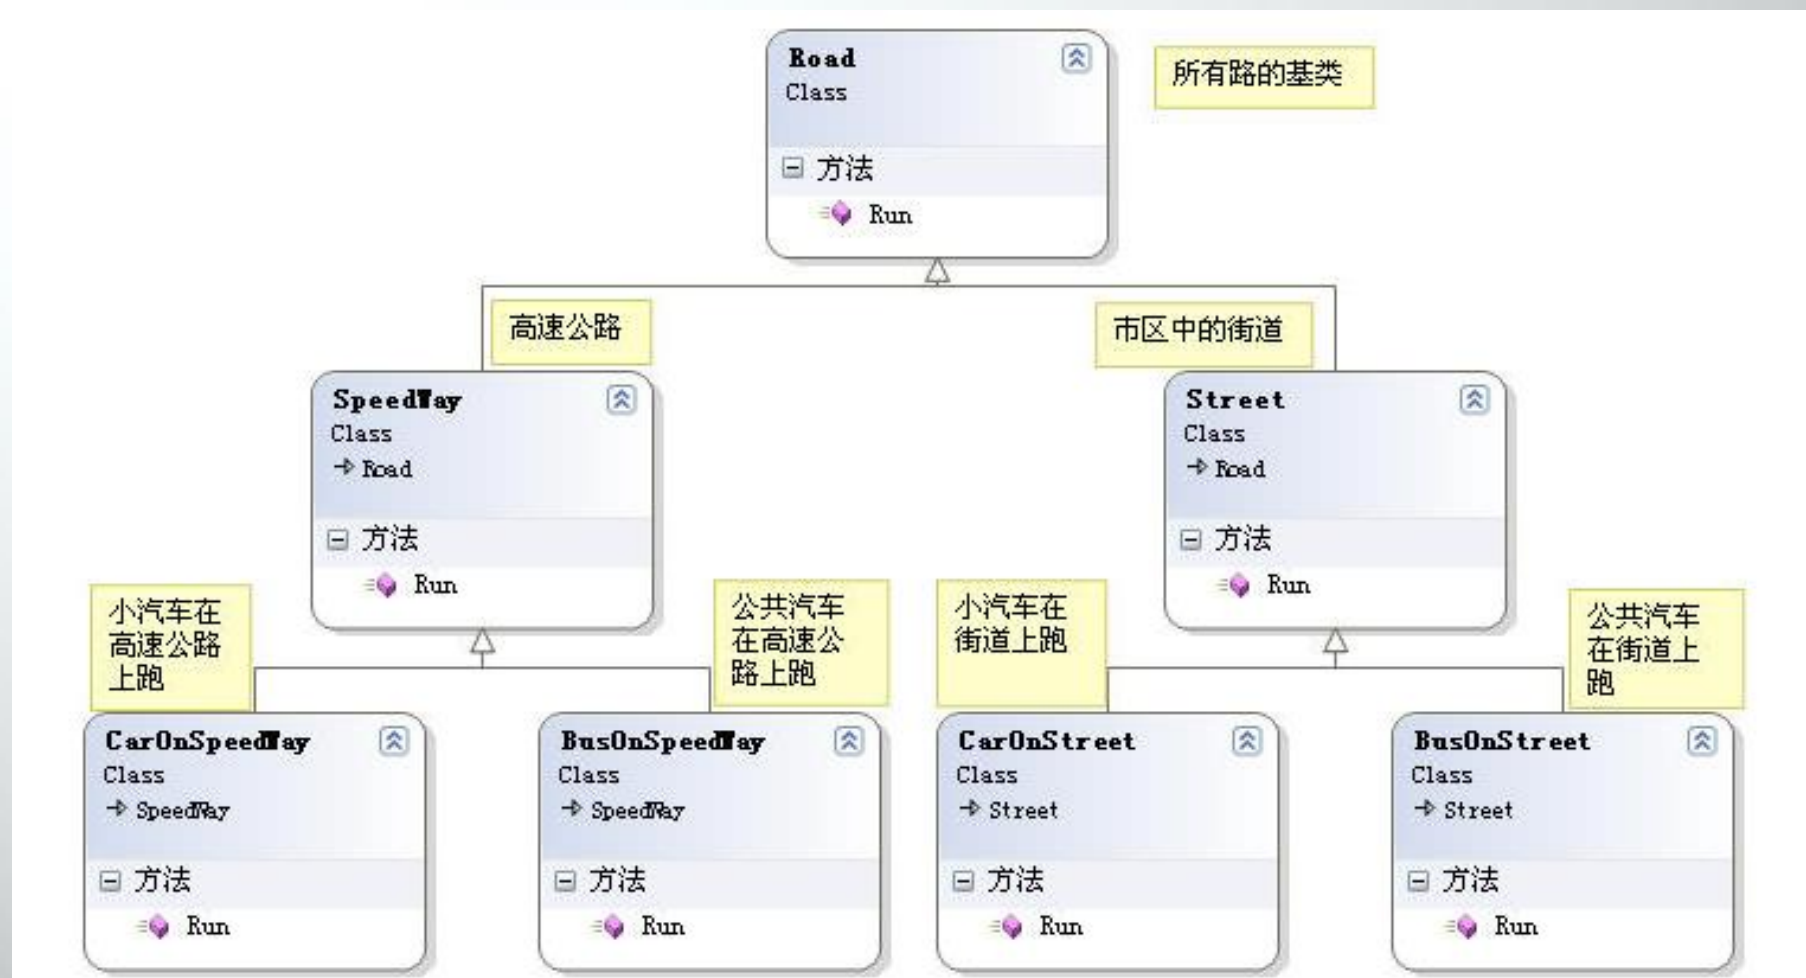 Road
Class
方法
Run
所有路的基类
高速公路
市区中的街道
SpeedWay
Class
Road
方法
Run
Street
Class
Road
方法
Run
小汽车在
高速公路
上跑
公共汽车
在高速公
路上跑
小汽车在
街道上跑
公共汽车
在街道上
跑
CarOnSpeedWay
Class
SpeedWay
方法
Run
BusOnSpeedWay
Class
SpeedWay
方法
Run
CarOnStreet
Class
Street
方法
Run
BusOnStreet
Class
Street
方法
Run